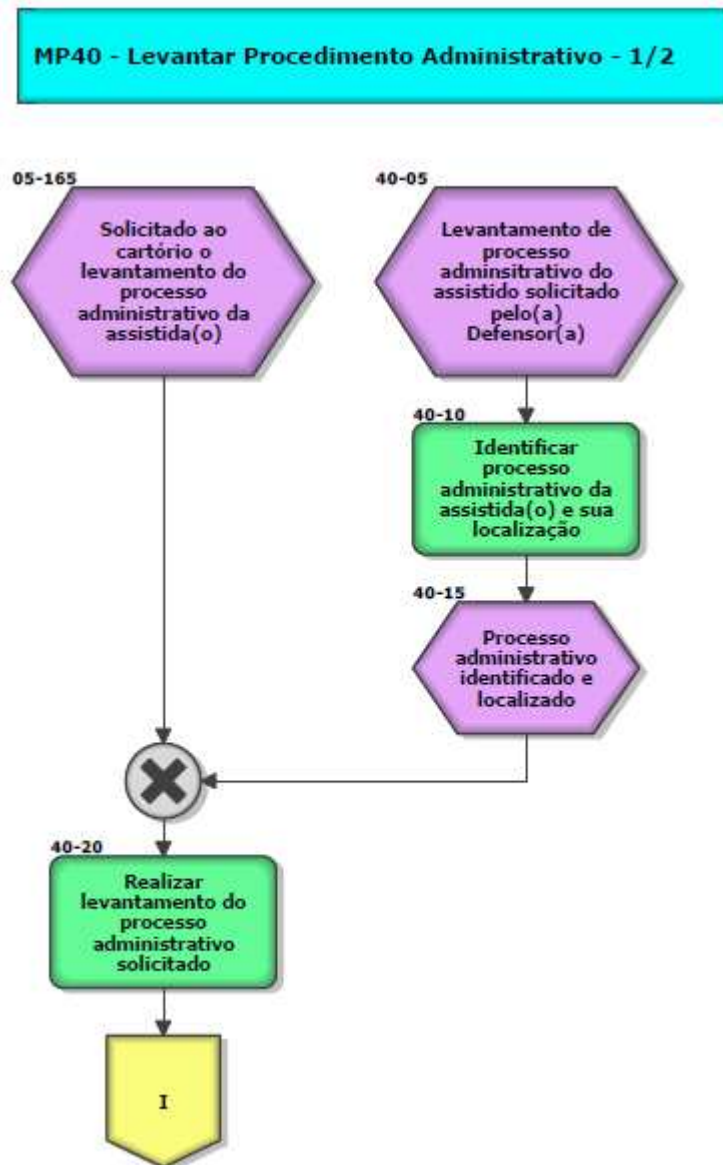 MP40 - Levantar Procedimento Administrativo - 1/2
05-165
Solicitado ao
cartório o
levantamento do
processo
administrativo da
assistida(o)
40-05
Levantamento de
processo
adminsitrativo do
assistido solicitado
pelo(a)
Defensor(a)
40-10
Identificar
processo
administrativo da
assistida(o) e sua
localização
40-15
Processo
administrativo
identificado e
localizado
40-20
Realizar
levantamento do
processo
administrativo
solicitado
I